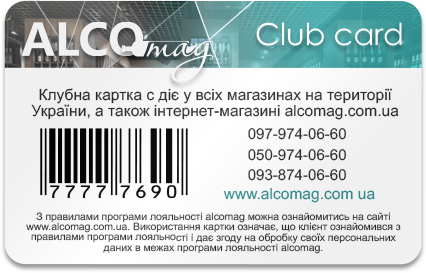 ALCOmag Club card
Клубна картка с діє у всіх магазинах на території
України, а також інтернет-магазині alcomag.com.ua
097-974-06-60
050-974-06-60
093-874-06-60
7777 7690
www.alcomag.com ua
З правилами програми лояльності alcomag можна ознайомитись на сайті
www.alcomag.com.ua. Використання картки означає, що клієнт ознайомився з
правилами програми лояльності і дає згоду на обробку своїх персональних
даних в межах програми лояльності alcomag.